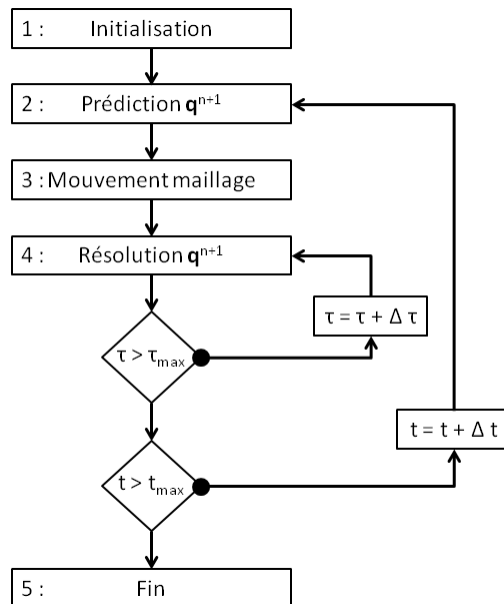 1 : Initialisation
2 : Prédiction qⁿ⁺¹
3 : Mouvement maillage
4 : Résolution qⁿ⁺¹
τ = τ + Δ τ
τ > τmax
t = t + Δ t
t > tmax
5 : Fin